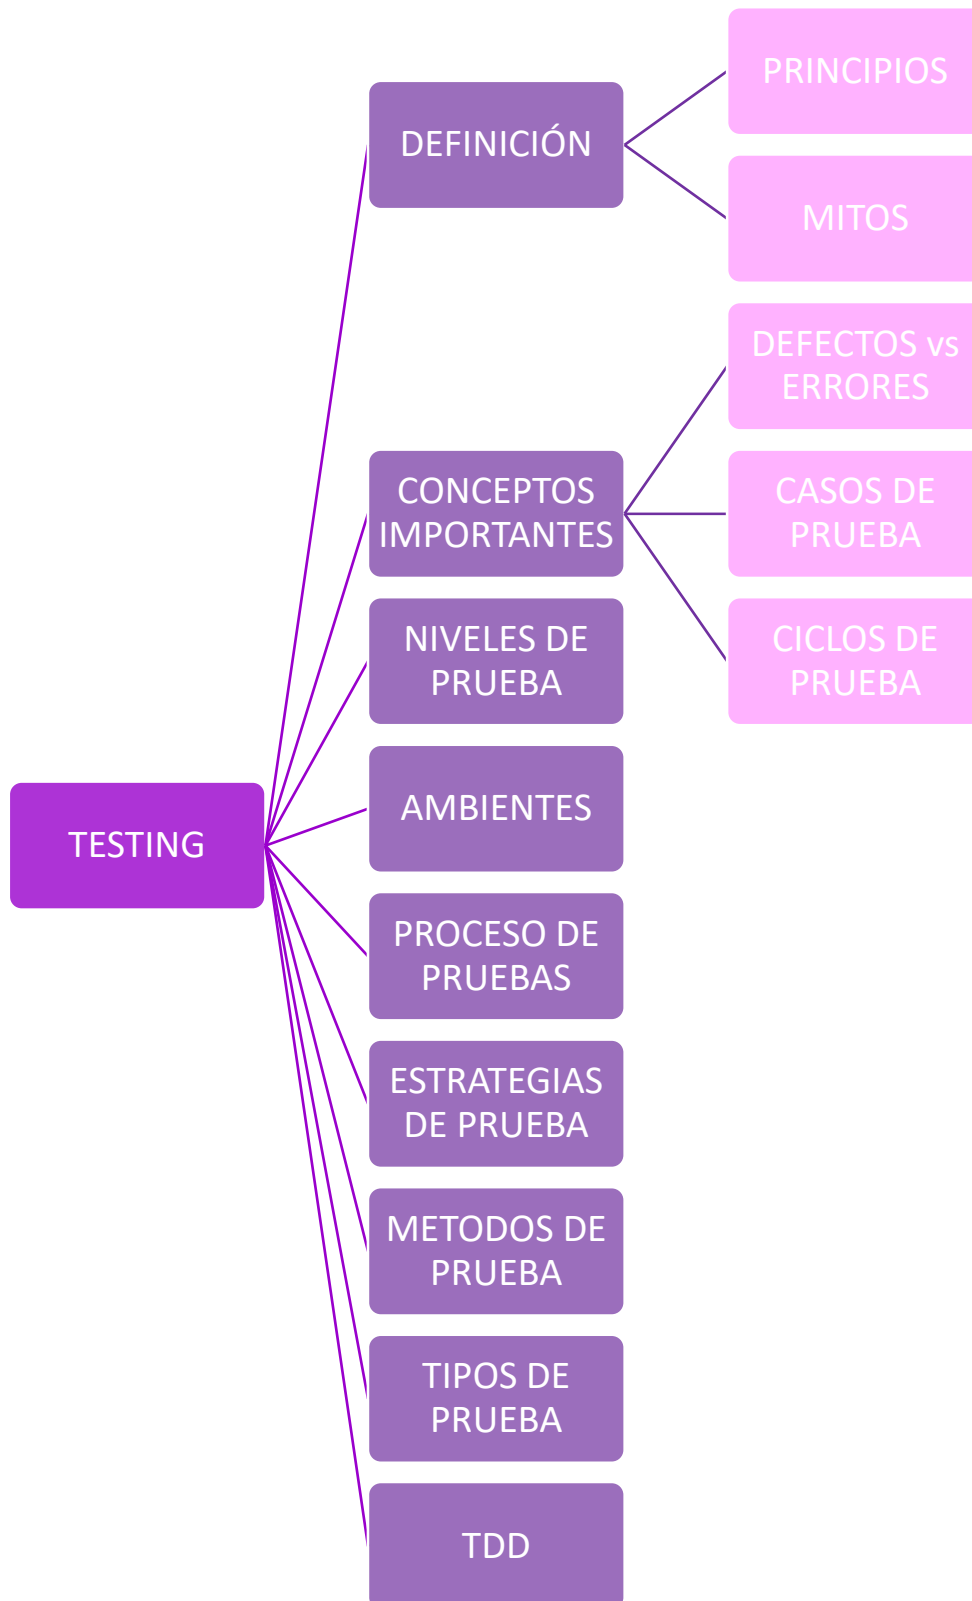 TESTING
DEFINICIÓN
PRINCIPIOS
MITOS
CONCEPTOS
IMPORTANTES
DEFECTOS vs
ERRORES
CASOS DE
PRUEBA
CICLOS DE
PRUEBA
NIVELES DE
PRUEBA
AMBIENTES
PROCESO DE
PRUEBAS
ESTRATEGIAS
DE PRUEBA
METODOS DE
PRUEBA
TIPOS DE
PRUEBA
TDD